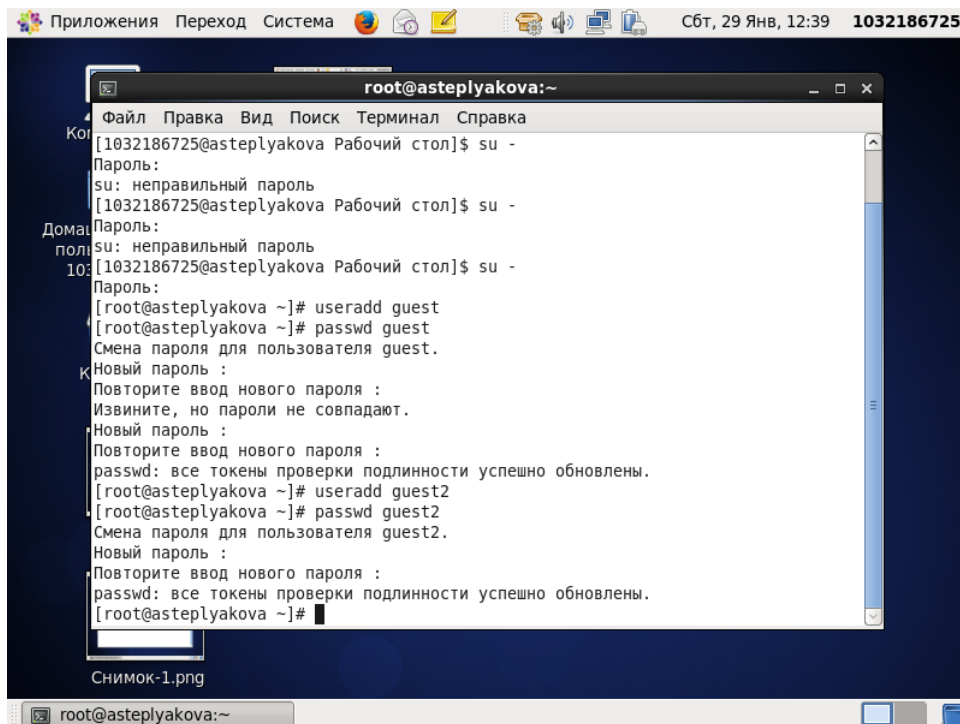 Приложения Переход Система Сбт, 29 Янв, 12:39 1032186725
root@asteplyakova:~
Файл Правка Вид Поиск Терминал Справка
[1032186725@asteplyakova Рабочий стол]$ su -
Пароль:
su: неправильный пароль
[1032186725@asteplyakova Рабочий стол]$ su -
Пароль:
su: неправильный пароль
[1032186725@asteplyakova Рабочий стол]$ su -
Пароль:
[root@asteplyakova ~]# useradd guest
[root@asteplyakova ~]# passwd guest
Смена пароля для пользователя guest.
Новый пароль :
Повторите ввод нового пароля :
Извините, но пароли не совпадают.
Новый пароль :
Повторите ввод нового пароля :
passwd: все токены проверки подлинности успешно обновлены.
[root@asteplyakova ~]# useradd guest2
[root@asteplyakova ~]# passwd guest2
Смена пароля для пользователя guest2.
Новый пароль :
Повторите ввод нового пароля :
passwd: все токены проверки подлинности успешно обновлены.
[root@asteplyakova ~]#
Снимок-1.png
root@asteplyakova:~